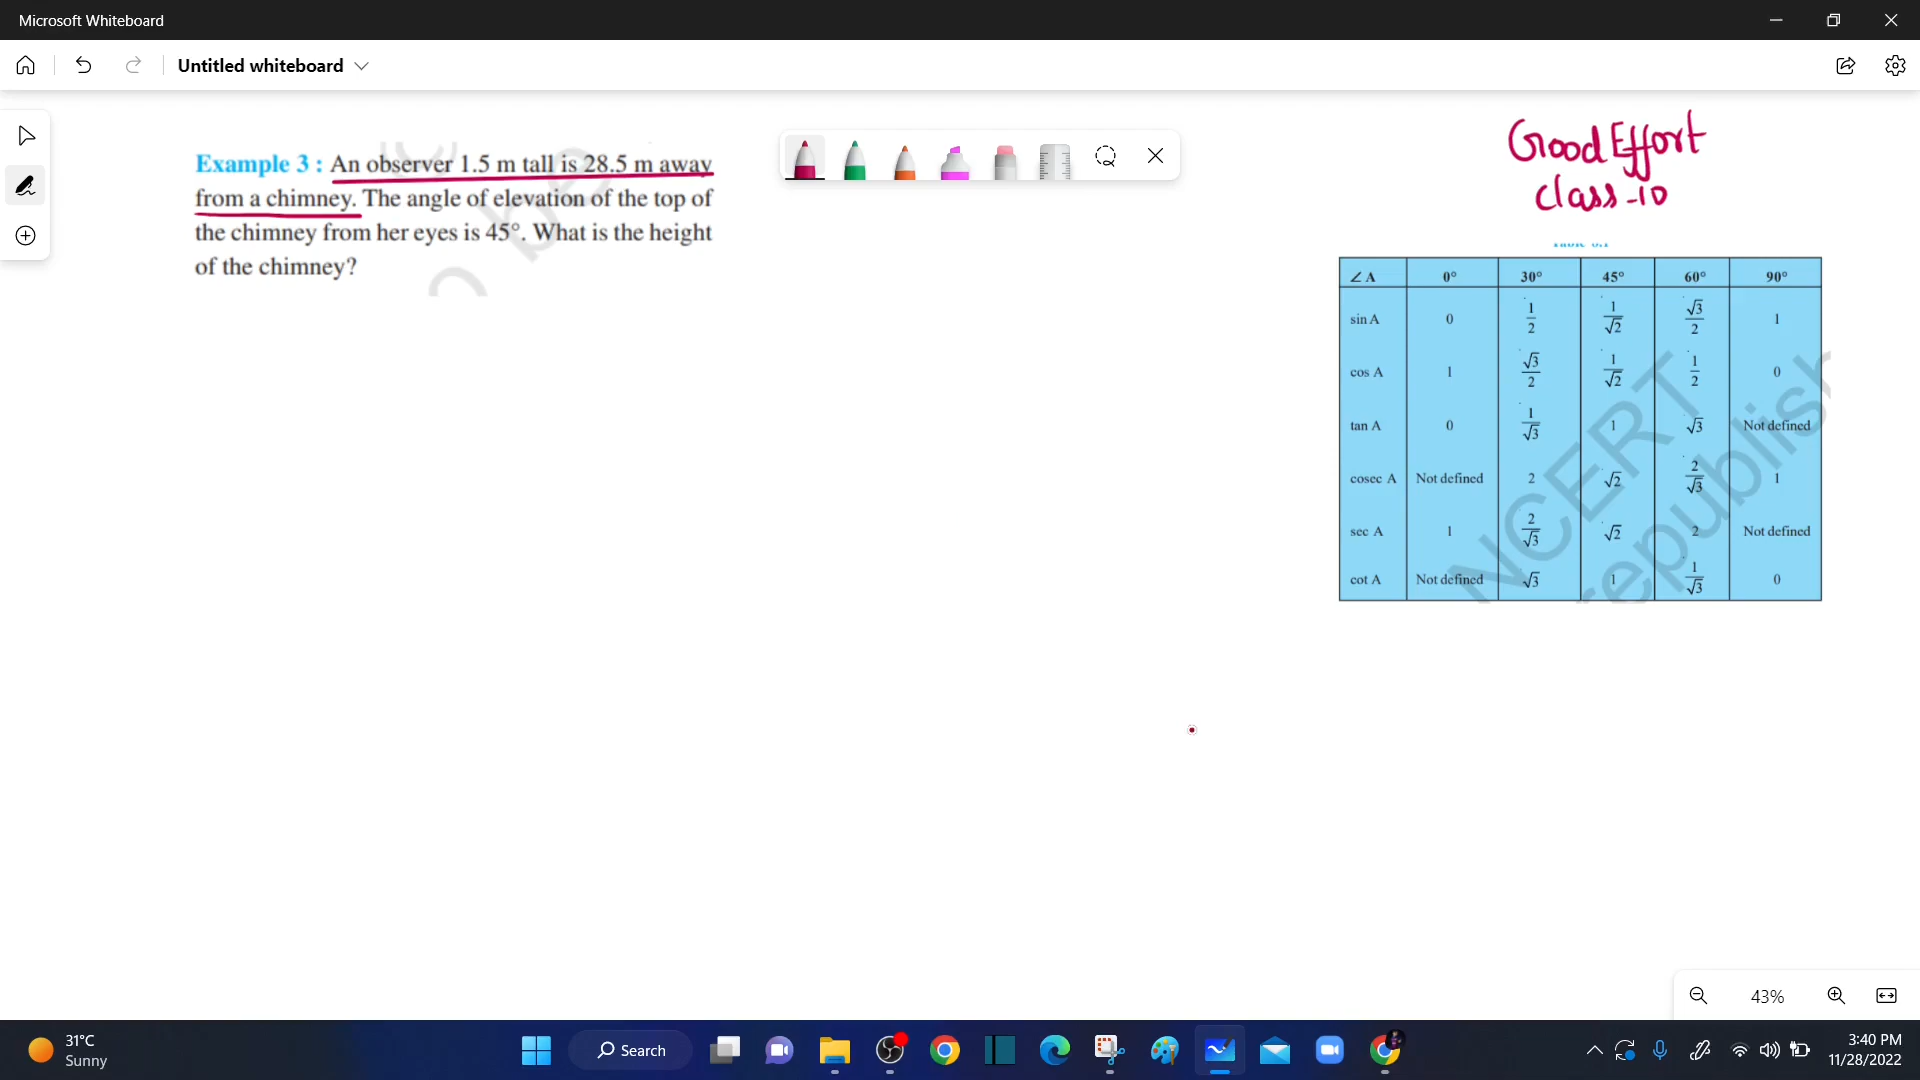 Microsoft Whiteboard
Untitled whiteboard
Good Effort
class-10
Example 3 : An observer 1.5 m tall is 28.5 m away
from a chimney. The angle of elevation of the top of
the chimney from her eyes is 45°. What is the height
of the chimney?
∠A 0° 30° 45° 60° 90°
sin A 0 1/2 1/√2 √3/2 1
cos A 1 √3/2 1/√2 1/2 0
tan A 0 1/√3 1 √3 Not defined
cosec A Not defined 2 √2 2/√3 1
sec A 1 2/√3 √2 2 Not defined
cot A Not defined √3 1 1/√3 0
NCERT
republish
be
43%
31°C
Sunny
Search
3:40 PM
11/28/2022